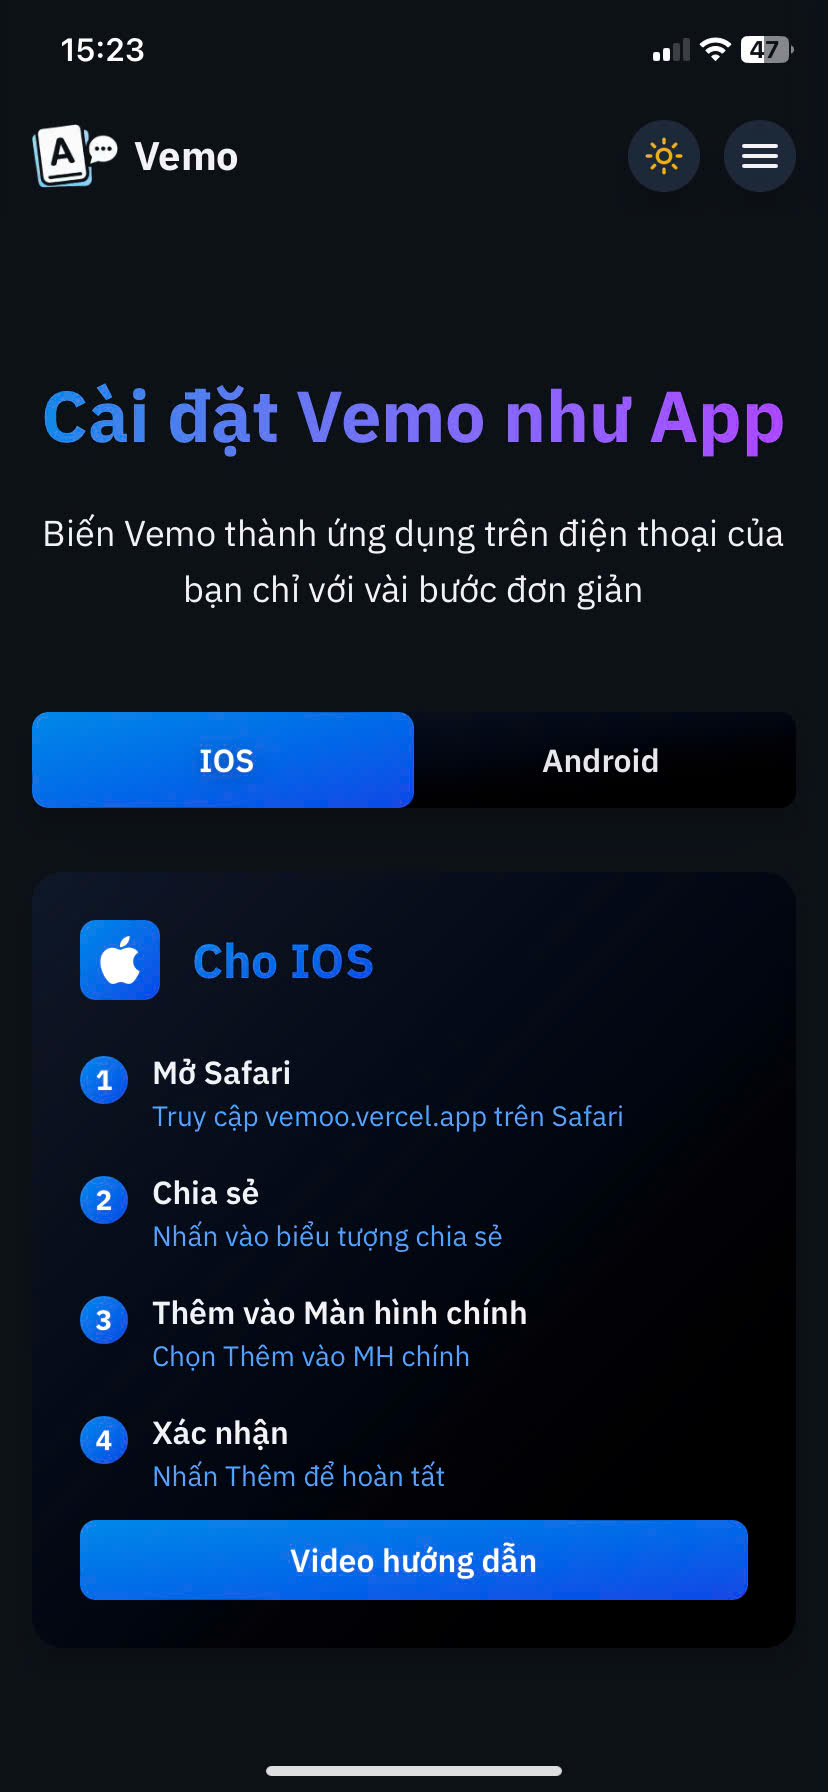 15:23
47
A
Vemo
Cài đặt Vemo như App
Biến Vemo thành ứng dụng trên điện thoại của
bạn chỉ với vài bước đơn giản
IOS
Android
Cho IOS
1
Mở Safari
Truy cập vemoo.vercel.app trên Safari
2
Chia sẻ
Nhấn vào biểu tượng chia sẻ
3
Thêm vào Màn hình chính
Chọn Thêm vào MH chính
4
Xác nhận
Nhấn Thêm để hoàn tất
Video hướng dẫn